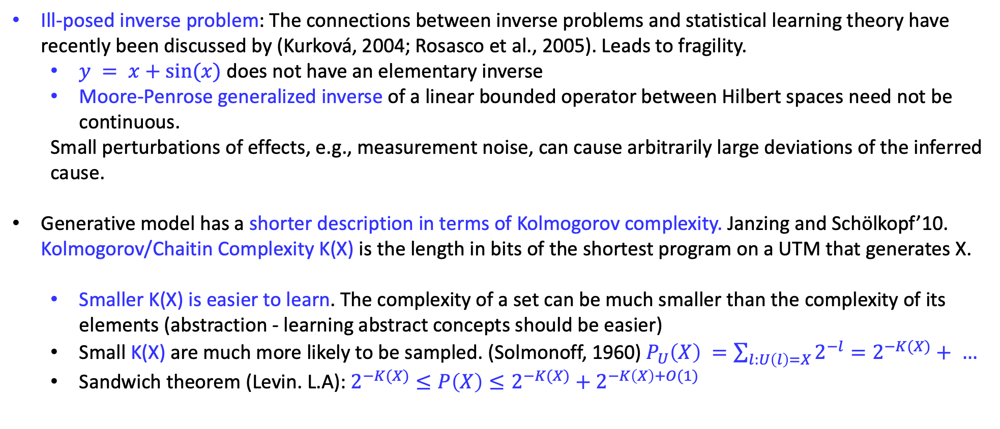 • Ill-posed inverse problem: The connections between inverse problems and statistical learning theory have
recently been discussed by (Kurková, 2004; Rosasco et al., 2005). Leads to fragility.
• y = x + sin(x) does not have an elementary inverse
• Moore-Penrose generalized inverse of a linear bounded operator between Hilbert spaces need not be
continuous.
Small perturbations of effects, e.g., measurement noise, can cause arbitrarily large deviations of the inferred
cause.
• Generative model has a shorter description in terms of Kolmogorov complexity. Janzing and Schölkopf’10.
Kolmogorov/Chaitin Complexity K(X) is the length in bits of the shortest program on a UTM that generates X.
• Smaller K(X) is easier to learn. The complexity of a set can be much smaller than the complexity of its
elements (abstraction - learning abstract concepts should be easier)
• Small K(X) are much more likely to be sampled. (Solmonoff, 1960) P_U(X) = ∑_{l:U(l)=X} 2^{−l} = 2^{−K(X)} + ...
• Sandwich theorem (Levin. L.A): 2^{−K(X)} ≤ P(X) ≤ 2^{−K(X)} + 2^{−K(X)+O(1)}